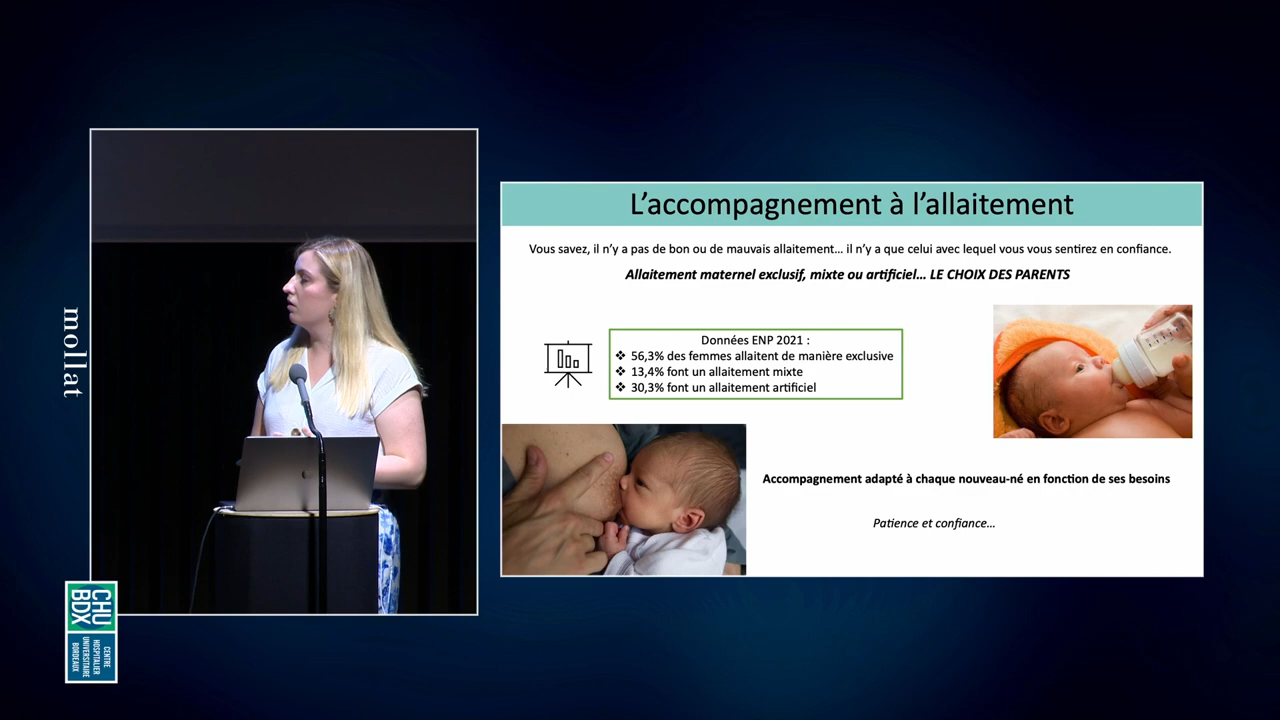 mollat
CHU
BDX
CENTRE
HOSPITALIER
UNIVERSITAIRE
BORDEAUX
L'accompagnement à l'allaitement
Vous savez, il n'y a pas de bon ou de mauvais allaitement... il n'y a que celui avec lequel vous vous sentirez en confiance.
Allaitement maternel exclusif, mixte ou artificiel... LE CHOIX DES PARENTS
Données ENP 2021 :
❖ 56,3% des femmes allaitent de manière exclusive
❖ 13,4% font un allaitement mixte
❖ 30,3% font un allaitement artificiel
Accompagnement adapté à chaque nouveau-né en fonction de ses besoins
Patience et confiance...